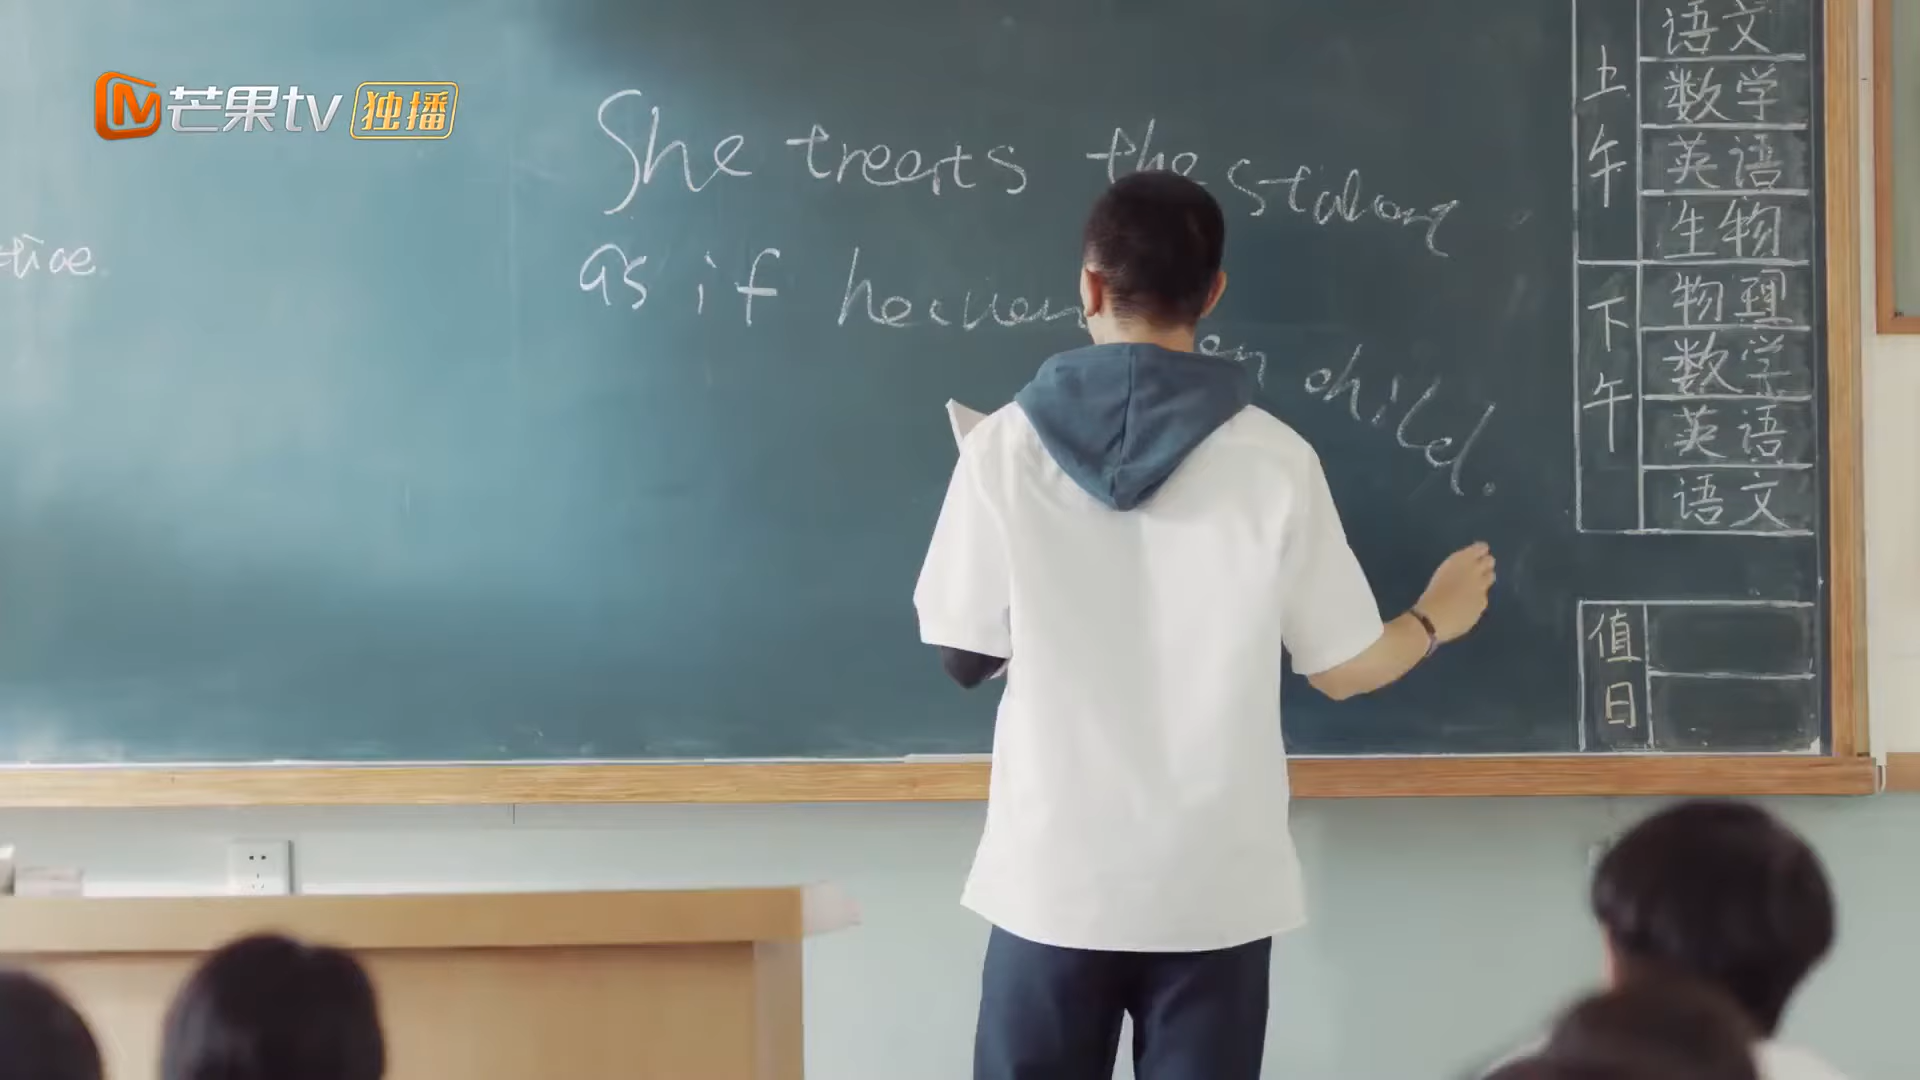 芒果tv 独播
tice
She treats the
as if
child.
上午
语文
数学
英语
生物
下午
物理
数学
英语
语文
值日